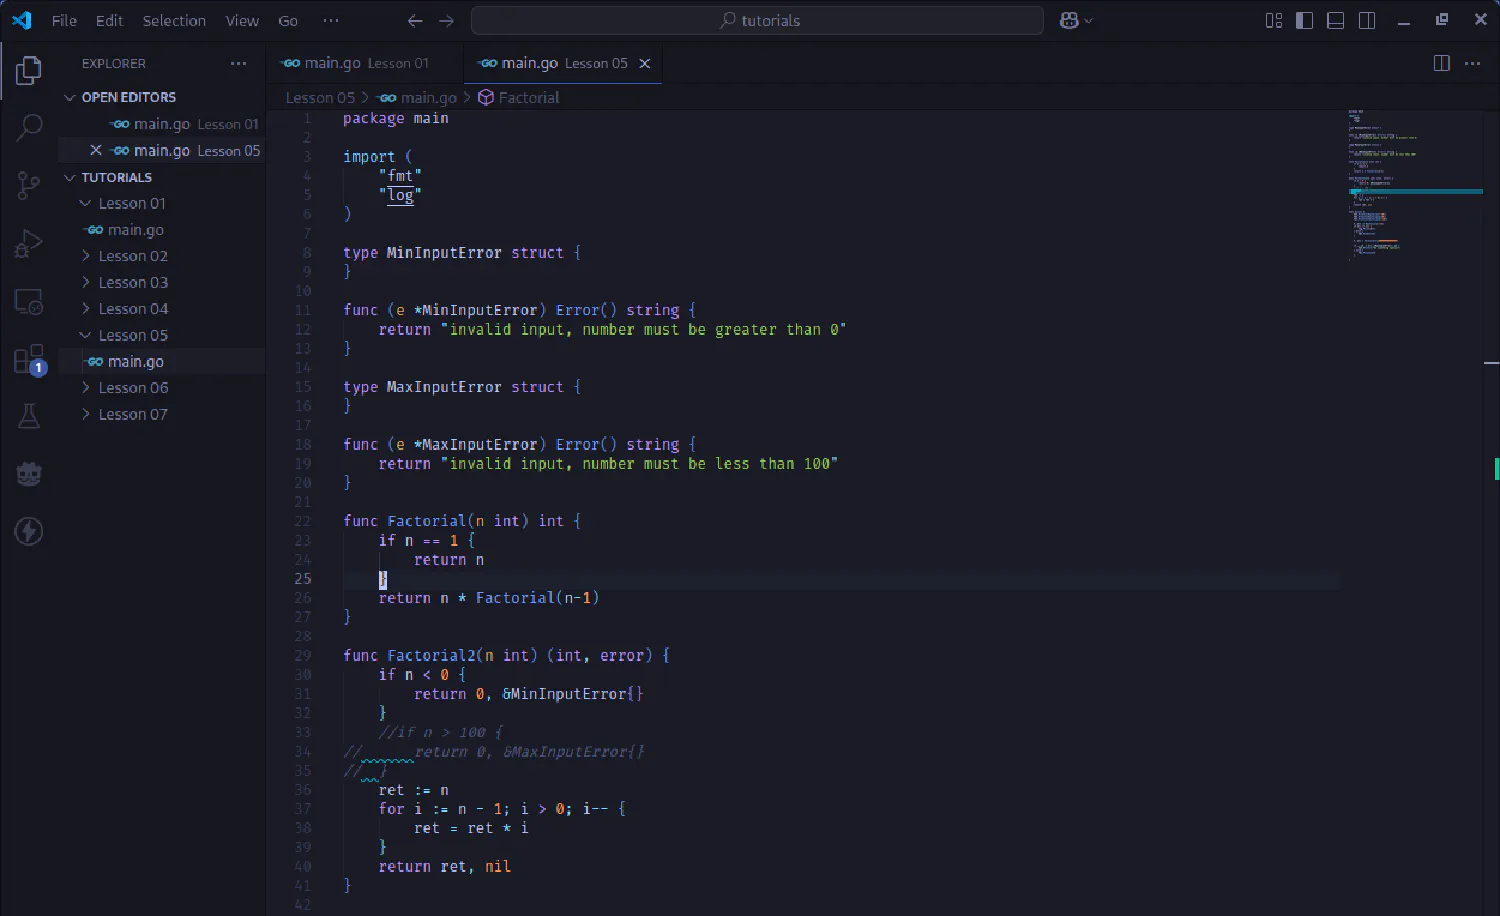 File Edit Selection View Go ··· tutorials
EXPLORER ···
OPEN EDITORS
main.go Lesson 01
main.go Lesson 05
TUTORIALS
Lesson 01
main.go
Lesson 02
Lesson 03
Lesson 04
Lesson 05
main.go
Lesson 06
Lesson 07
1
main.go Lesson 01 main.go Lesson 05
Lesson 05 > main.go > Factorial
1 package main
2
3 import (
4 "fmt"
5 "log"
6 )
7
8 type MinInputError struct {
9 }
10
11 func (e *MinInputError) Error() string {
12 return "invalid input, number must be greater than 0"
13 }
14
15 type MaxInputError struct {
16 }
17
18 func (e *MaxInputError) Error() string {
19 return "invalid input, number must be less than 100"
20 }
21
22 func Factorial(n int) int {
23 if n == 1 {
24 return n
25 }
26 return n * Factorial(n-1)
27 }
28
29 func Factorial2(n int) (int, error) {
30 if n < 0 {
31 return 0, &MinInputError{}
32 }
33 //if n > 100 {
34 // return 0, &MaxInputError{}
35 // }
36 ret := n
37 for i := n - 1; i > 0; i-- {
38 ret = ret * i
39 }
40 return ret, nil
41 }
42